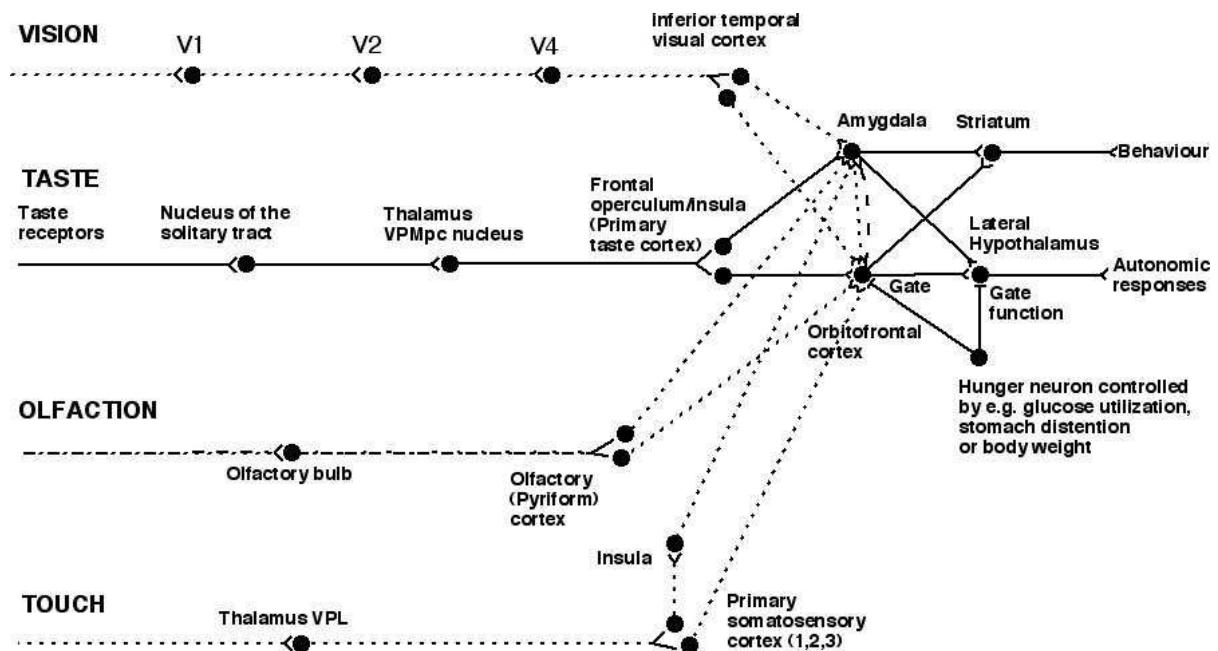 VISION
V1
V2
V4
Inferior temporal
visual cortex
Amygdala
Striatum
Behaviour
TASTE
Taste
receptors
Nucleus of the
solitary tract
Thalamus
VPMpc nucleus
Frontal
operculum/insula
(Primary
taste cortex)
Lateral
Hypothalamus
Gate
Autonomic
responses
Gate
function
Orbitofrontal
cortex
Hunger neuron controlled
by e.g. glucose utilization,
stomach distention
or body weight
OLFACTION
Olfactory bulb
Olfactory
(Pyriform)
cortex
Insula
TOUCH
Thalamus VPL
Primary
somatosensory
cortex (1,2,3)